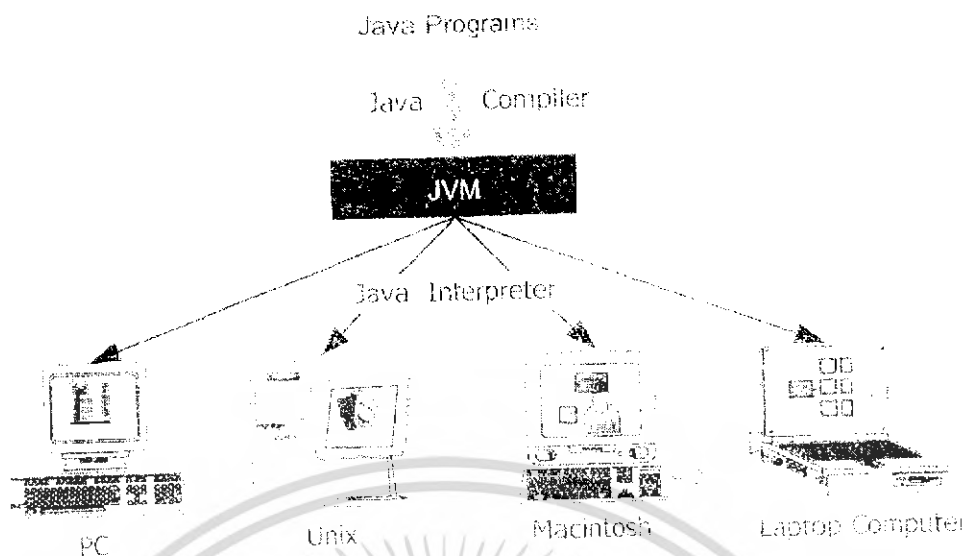 Java Programs
Java Compiler
JVM
Java Interpreter
PC
Unix
Macintosh
Laptop Computer